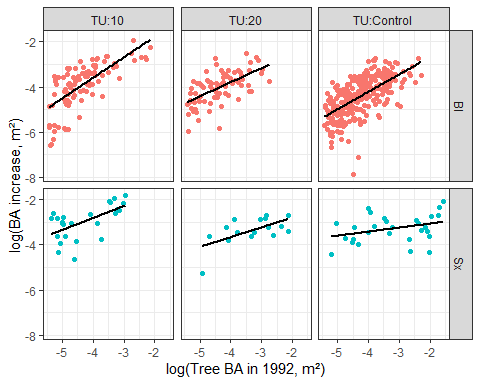 TU:10 TU:20 TU:Control
-2
-4
-6
-8
BI
log(BA increase, m²)
-2
-4
-6
-8
Sx
-5 -4 -3 -2 -5 -4 -3 -2 -5 -4 -3 -2
log(Tree BA in 1992, m²)